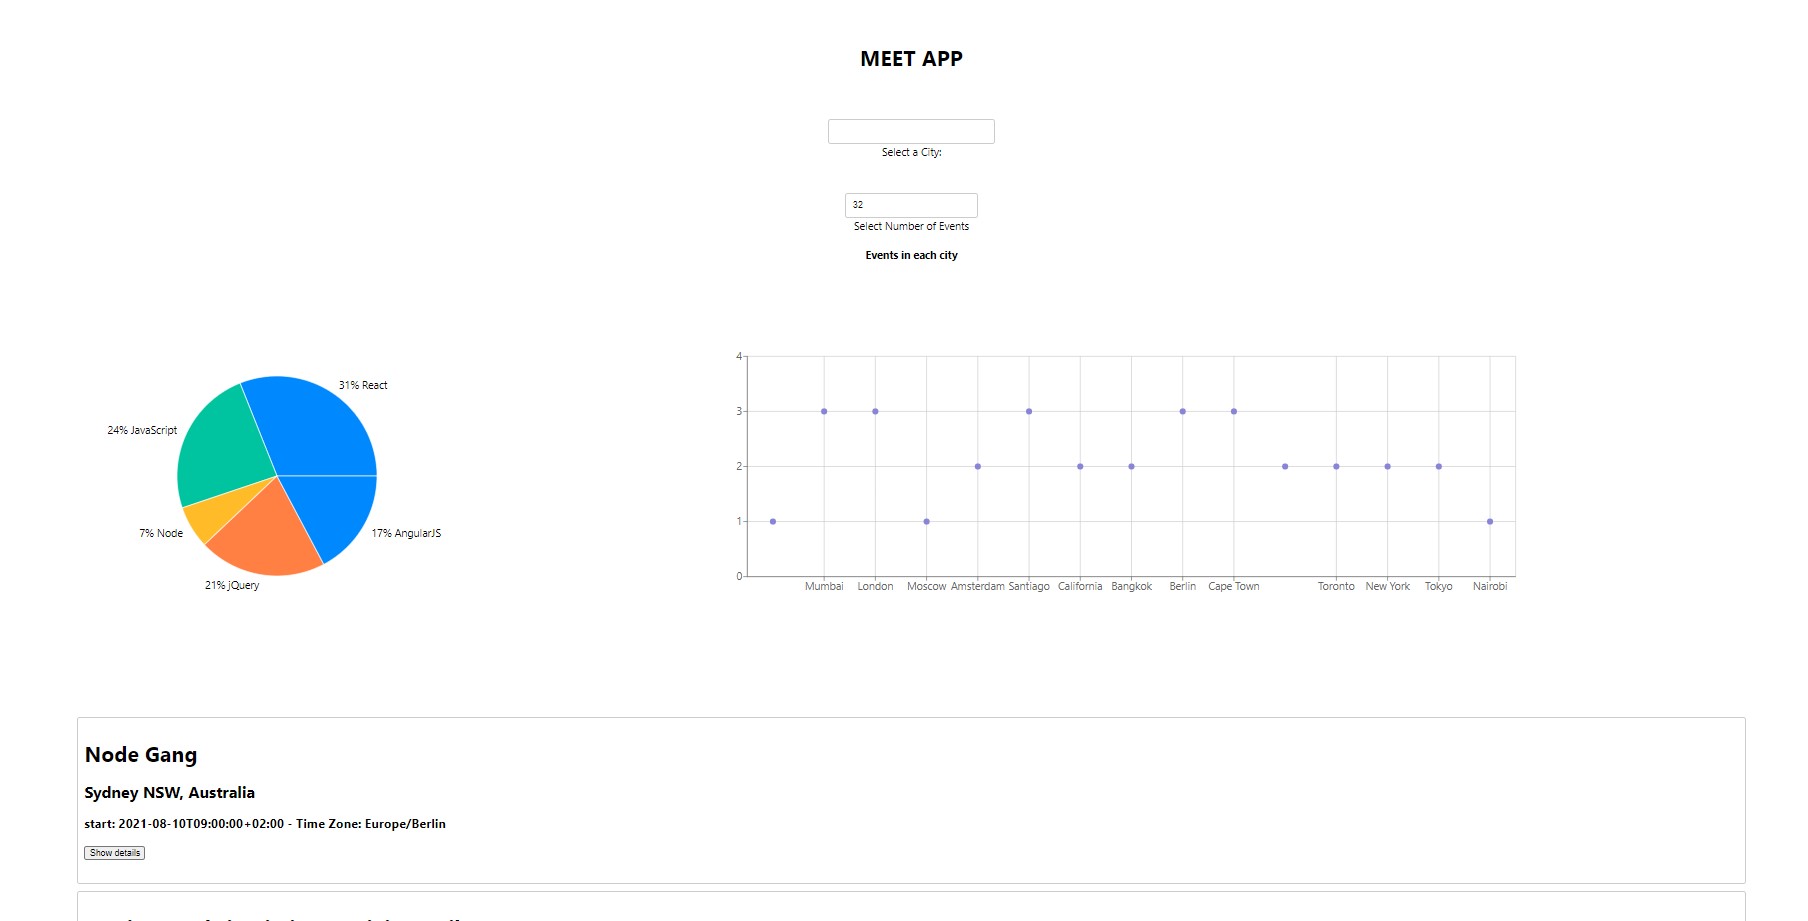 MEET APP
Select a City:
32
Select Number of Events
Events in each city
31% React
24% JavaScript
7% Node
17% AngularJS
21% jQuery
4
3
2
1
0
Mumbai London Moscow Amsterdam Santiago California Bangkok Berlin Cape Town Toronto New York Tokyo Nairobi
Node Gang
Sydney NSW, Australia
start: 2021-08-10T09:00:00+02:00 - Time Zone: Europe/Berlin
Show details